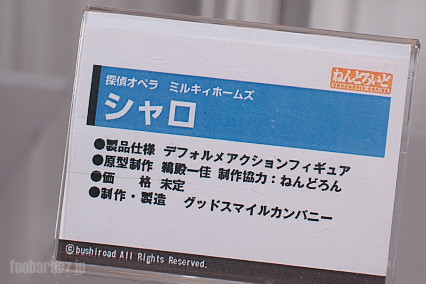 探偵オペラ ミルキィホームズ
ねんどろいど
シャロ
●製品仕様 デフォルメアクションフィギュア
●原型制作 鵜殿一佳 制作協力:ねんどろん
●価 格 未定
●制作・製造 グッドスマイルカンパニー
©bushiroad All Rights Reserved.
foobarbaz.jp